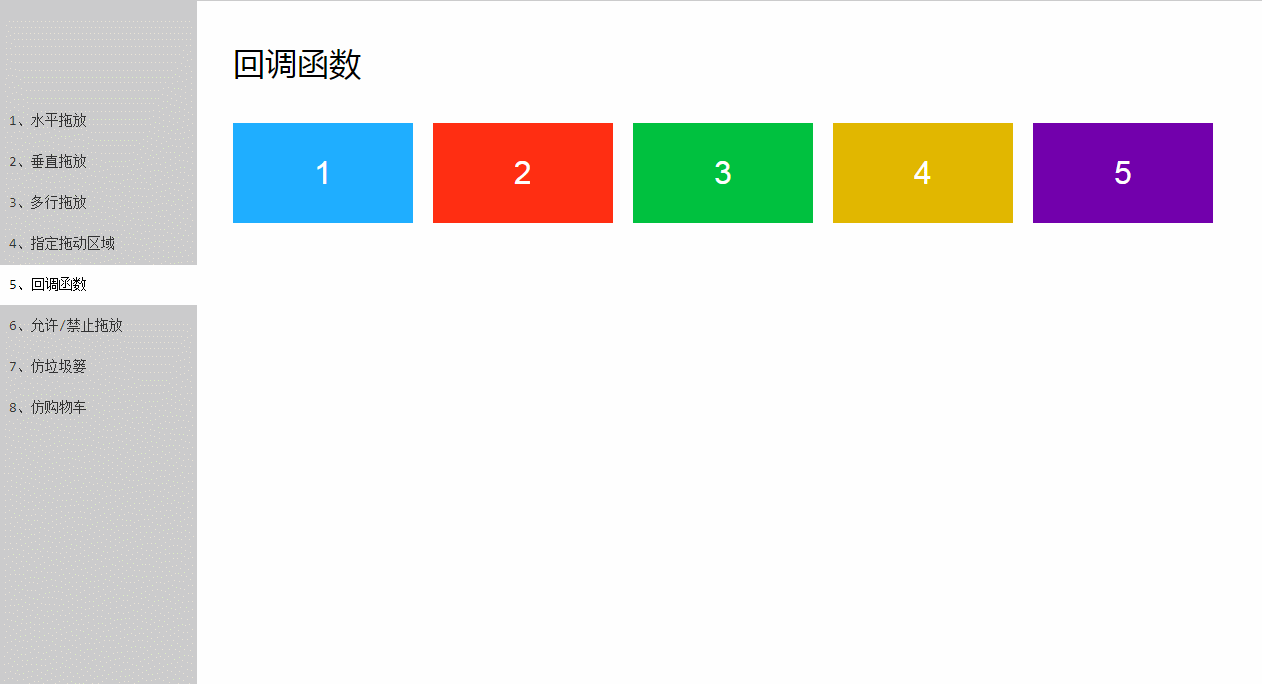 1、水平拖放
2、垂直拖放
3、多行拖放
4、指定拖动区域
5、回调函数
6、允许/禁止拖放
7、仿垃圾篓
8、仿购物车
回调函数
1 2 3 4 5